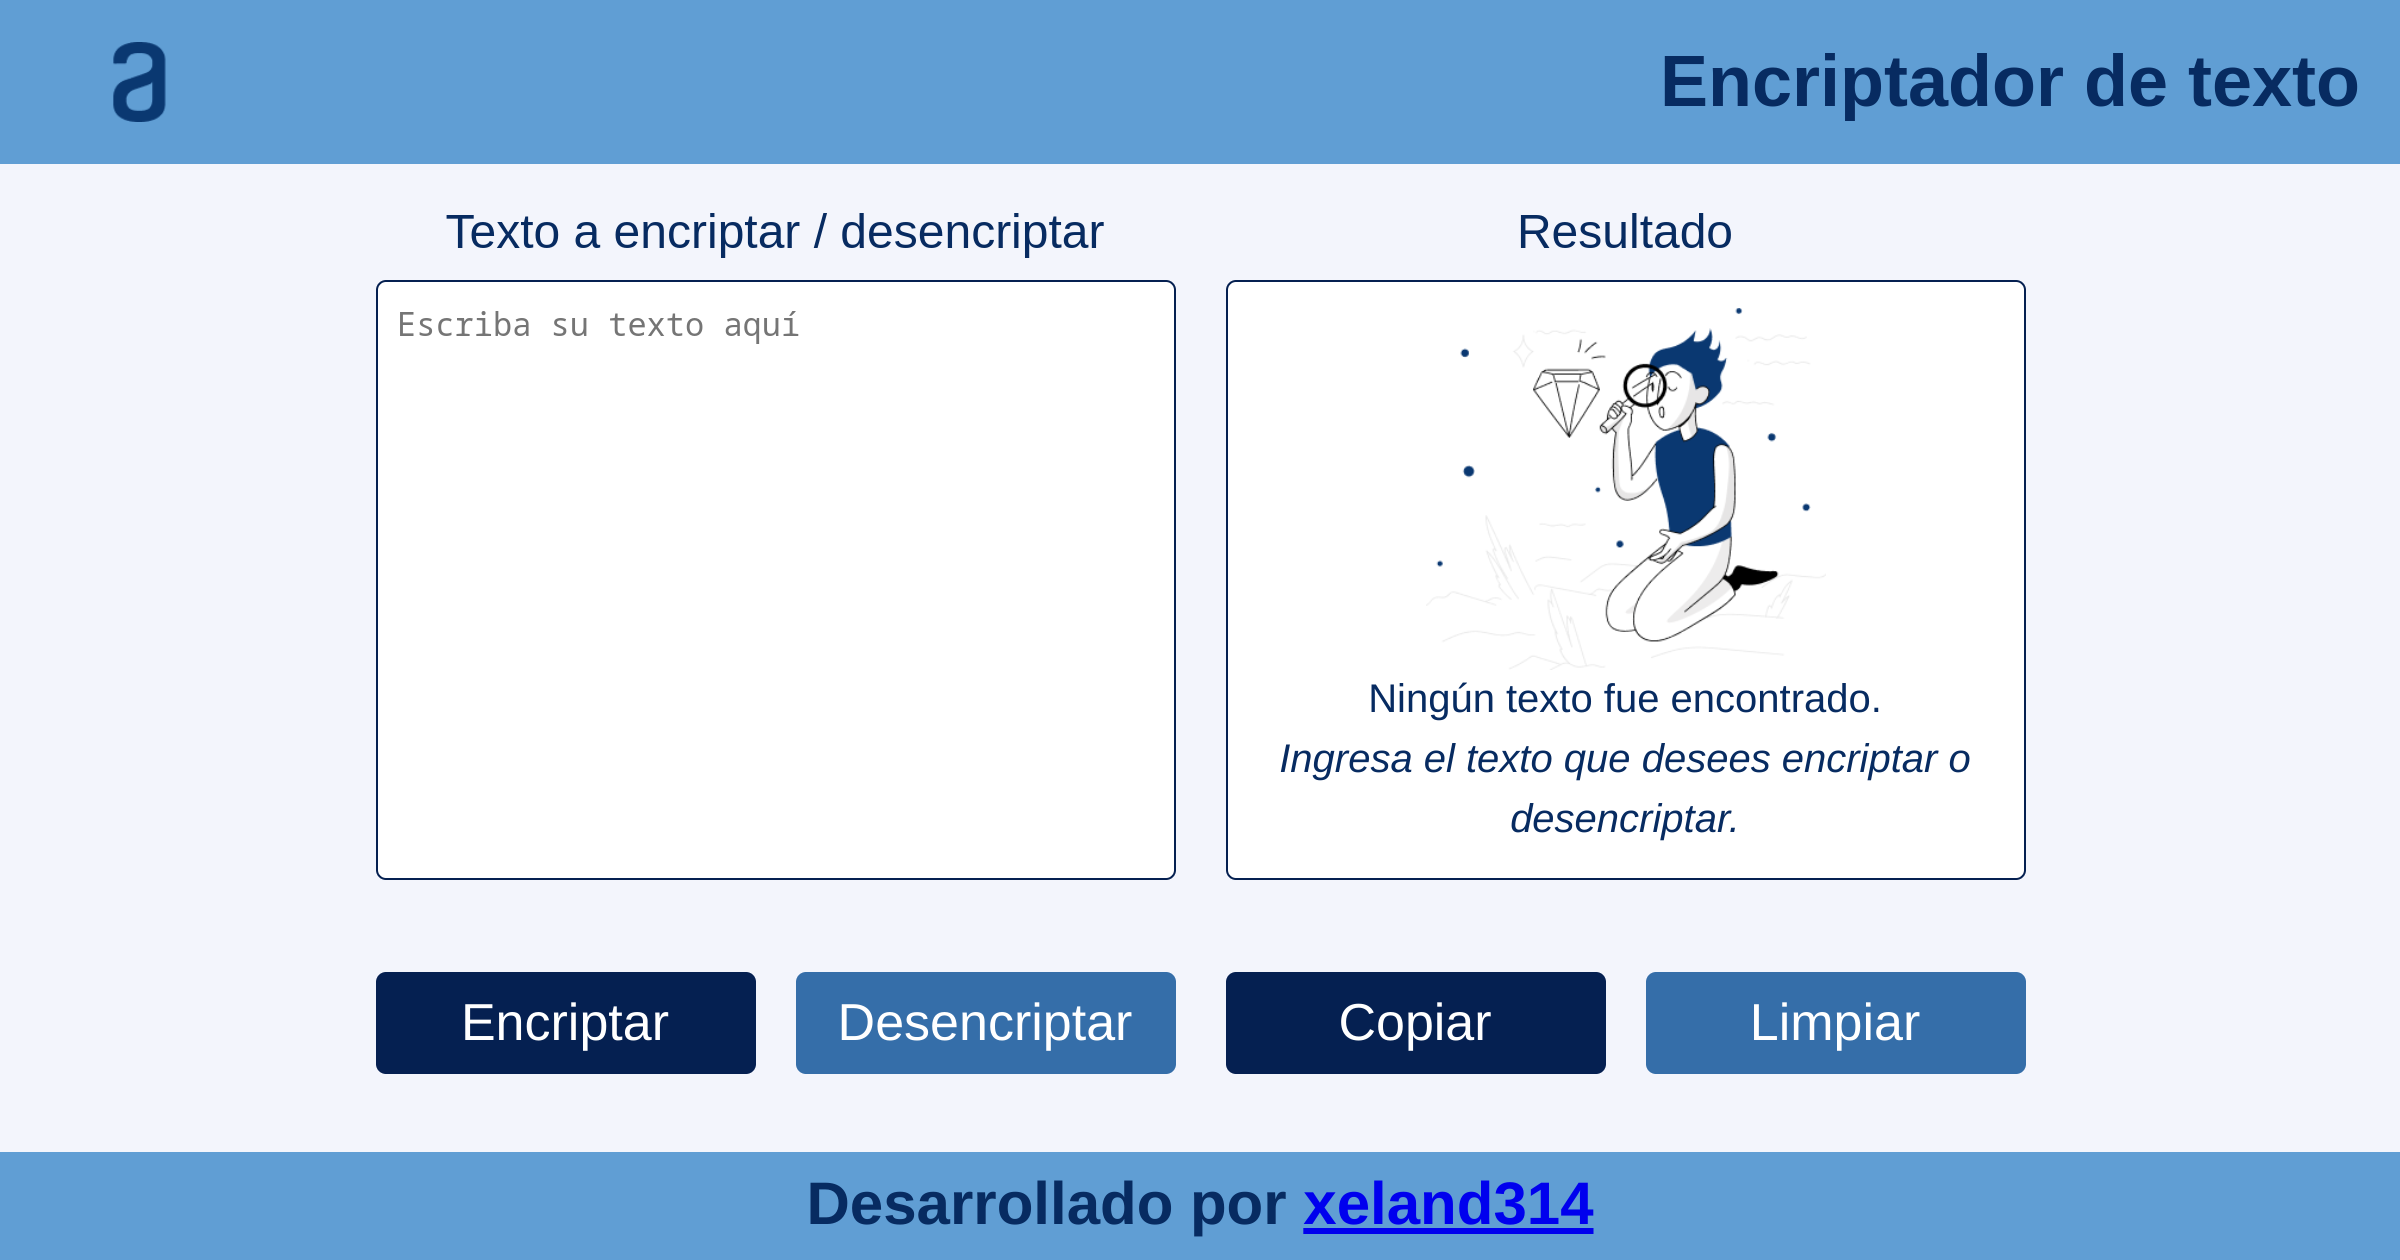 a
Encriptador de texto
Texto a encriptar / desencriptar
Escriba su texto aquí
Resultado
Ningún texto fue encontrado.
Ingresa el texto que desees encriptar o
desencriptar.
Encriptar
Desencriptar
Copiar
Limpiar
Desarrollado por xeland314